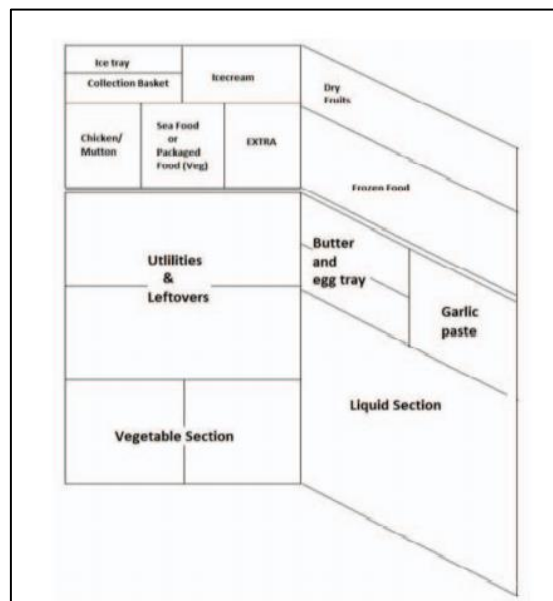 Ice tray
Collection Basket
Icecream
Dry
Fruits
Chicken/
Mutton
Sea Food
or
Packaged
Food (Veg)
EXTRA
Frozen Food
Utlilities
&
Leftovers
Butter
and
egg tray
Garlic
paste
Liquid Section
Vegetable Section